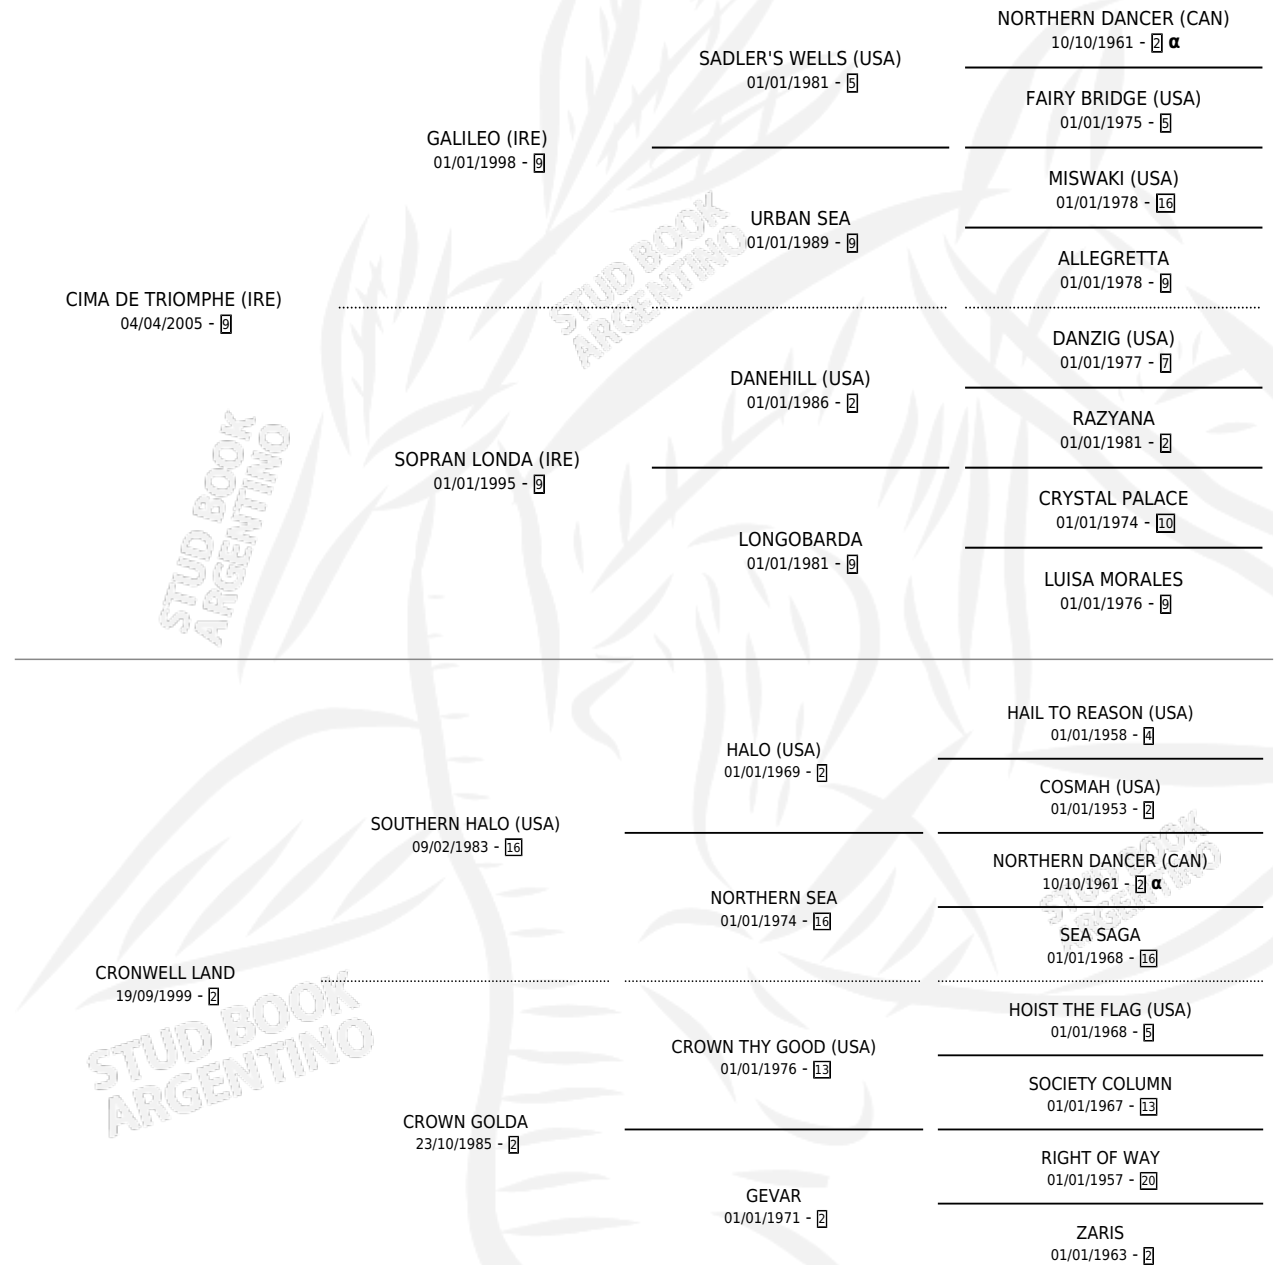 NORTHERN DANCER (CAN)
10/10/1961 - 2 α
SADLER'S WELLS (USA)
01/01/1981 - 5
FAIRY BRIDGE (USA)
01/01/1975 - 5
GALILEO (IRE)
01/01/1998 - 9
MISWAKI (USA)
01/01/1978 - 16
URBAN SEA
01/01/1989 - 9
ALLEGRETTA
01/01/1978 - 9
STUD BOOK
ARGENTINO
CIMA DE TRIOMPHE (IRE)
04/04/2005 - 9
DANZIG (USA)
01/01/1977 - 7
DANEHILL (USA)
01/01/1986 - 2
RAZYANA
01/01/1981 - 2
SOPRAN LONDA (IRE)
01/01/1995 - 9
CRYSTAL PALACE
01/01/1974 - 10
LONGOBARDA
01/01/1981 - 9
LUISA MORALES
01/01/1976 - 9
STUD BOOK
ARGENTINO
HAIL TO REASON (USA)
01/01/1958 - 4
HALO (USA)
01/01/1969 - 2
COSMAH (USA)
01/01/1953 - 2
SOUTHERN HALO (USA)
09/02/1983 - 16
NORTHERN DANCER (CAN)
10/10/1961 - 2 α
NORTHERN SEA
01/01/1974 - 16
SEA SAGA
01/01/1968 - 16
STUD BOOK
ARGENTINO
CRONWELL LAND
19/09/1999 - 2
HOIST THE FLAG (USA)
01/01/1968 - 5
CROWN THY GOOD (USA)
01/01/1976 - 13
SOCIETY COLUMN
01/01/1967 - 13
STUD BOOK
ARGENTINO
CROWN GOLDA
23/10/1985 - 2
RIGHT OF WAY
01/01/1957 - 20
GEVAR
01/01/1971 - 2
ZARIS
01/01/1963 - 2